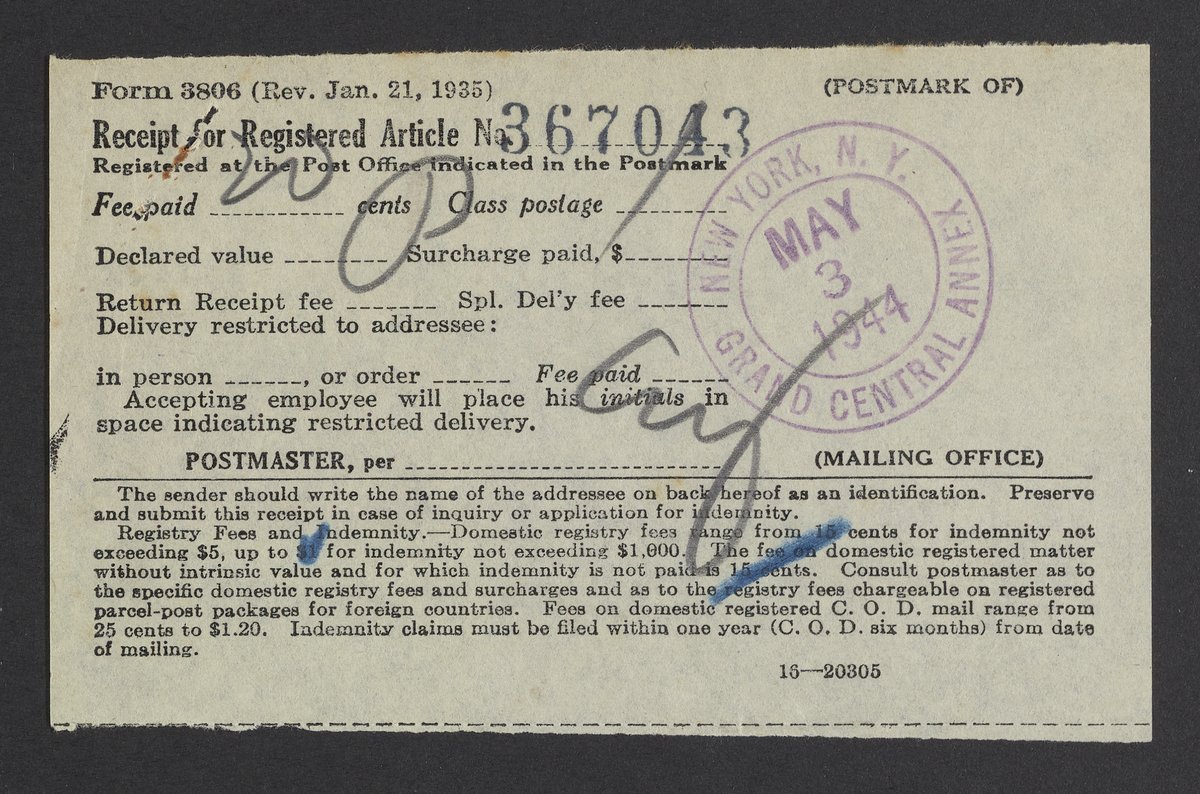 Form 3806 (Rev. Jan. 21, 1935)
(POSTMARK OF)
Receipt for Registered Article No. 367043
Registered at the Post Office indicated in the Postmark
Fee paid 20 cents Class postage
Declared value 0 Surcharge paid, $
Return Receipt fee Spl. Del'y fee
Delivery restricted to addressee:
in person , or order Fee paid
Accepting employee will place his initials in
space indicating restricted delivery.
POSTMASTER, per
(MAILING OFFICE)
NEW YORK, N. Y.
GRAND CENTRAL ANNEX
MAY
3
1944
The sender should write the name of the addressee on back hereof as an identification. Preserve
and submit this receipt in case of inquiry or application for indemnity.
Registry Fees and Indemnity.—Domestic registry fees range from 15 cents for indemnity not
exceeding $5, up to $1 for indemnity not exceeding $1,000. The fee on domestic registered matter
without intrinsic value and for which indemnity is not paid is 15 cents. Consult postmaster as to
the specific domestic registry fees and surcharges and as to the registry fees chargeable on registered
parcel-post packages for foreign countries. Fees on domestic registered C. O. D. mail range from
25 cents to $1.20. Indemnity claims must be filed within one year (C. O. D. six months) from date
of mailing.
16—20305